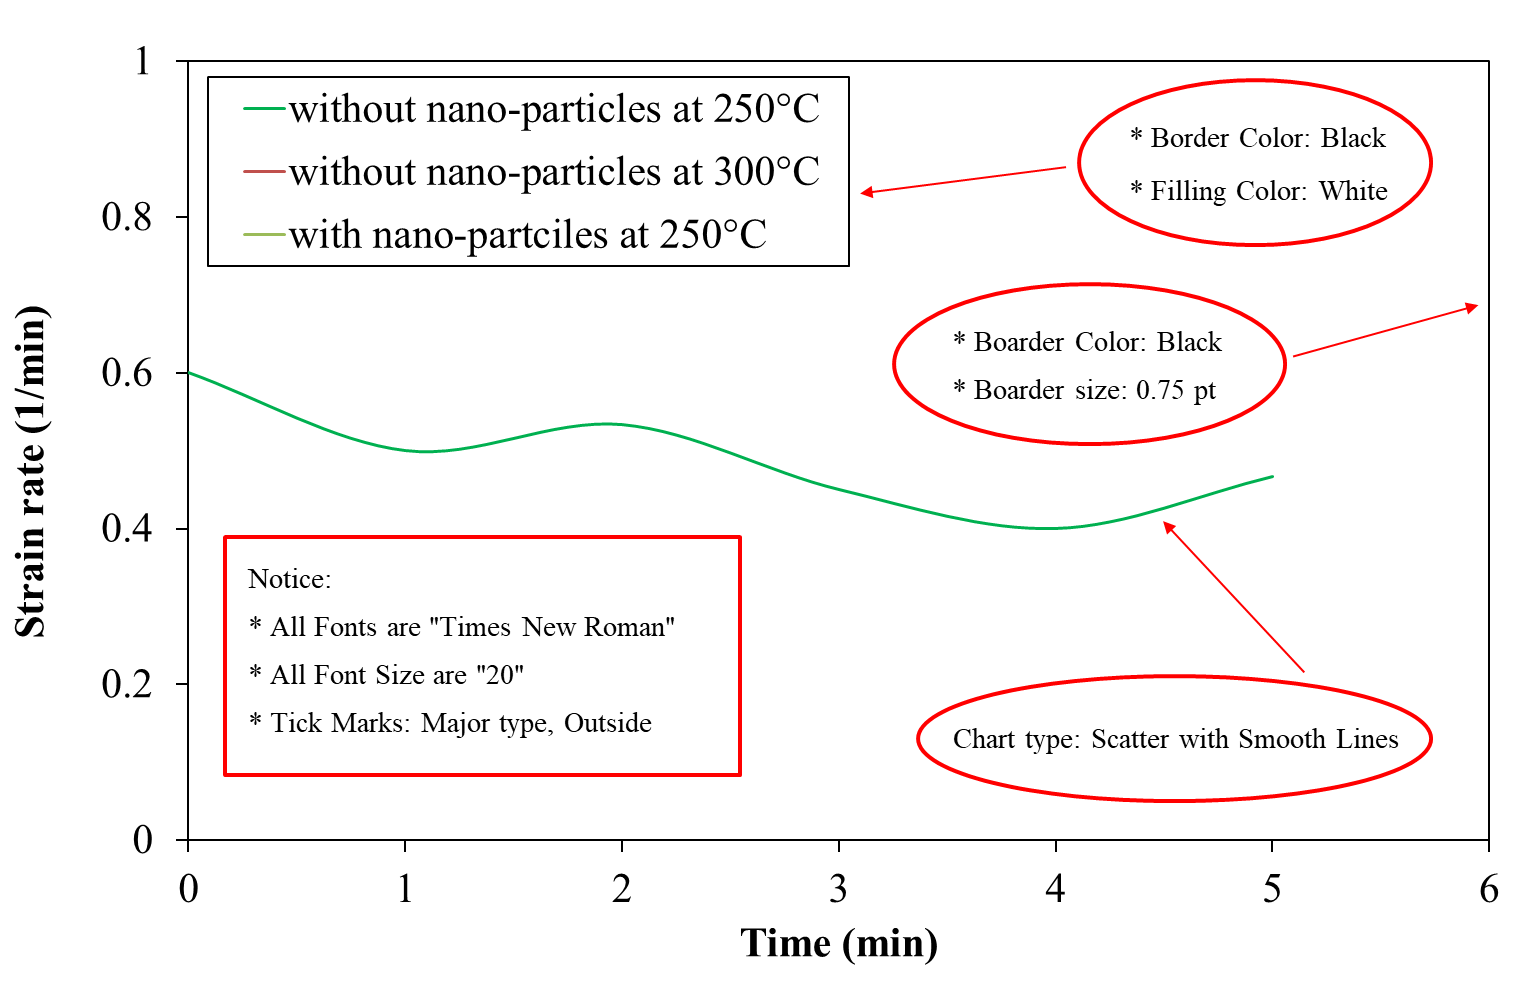 1
0.8
0.6
0.4
0.2
0
Strain rate (1/min)
without nano-particles at 250°C
without nano-particles at 300°C
with nano-partciles at 250°C
* Border Color: Black
* Filling Color: White
* Boarder Color: Black
* Boarder size: 0.75 pt
Notice:
* All Fonts are "Times New Roman"
* All Font Size are "20"
* Tick Marks: Major type, Outside
Chart type: Scatter with Smooth Lines
0 1 2 3 4 5 6
Time (min)